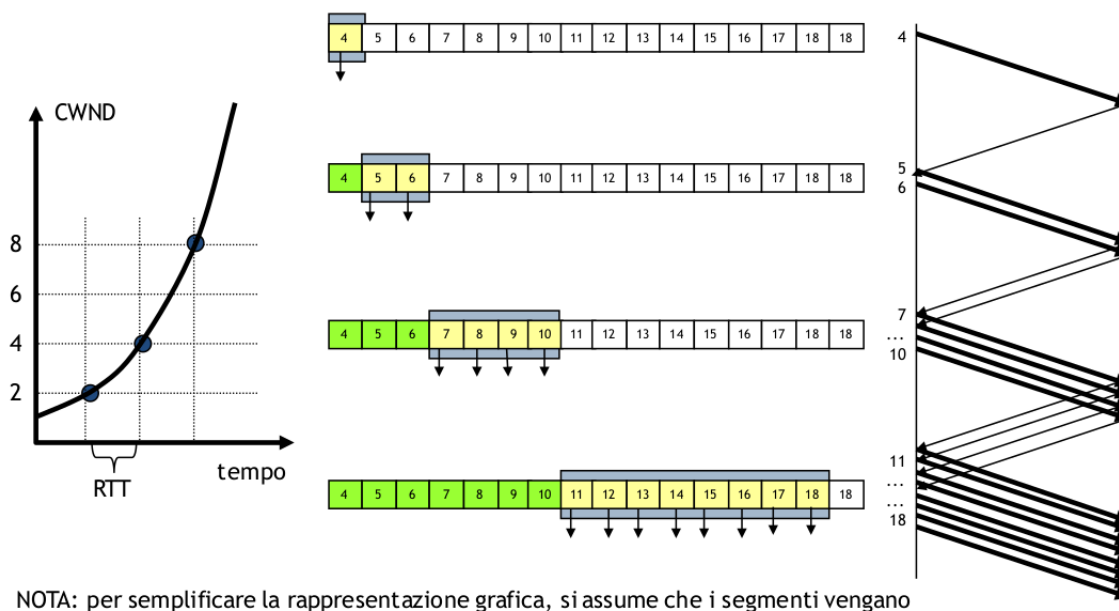 CWND
8
6
4
2
RTT
tempo
4 5 6 7 8 9 10 11 12 13 14 15 16 17 18 18
4 5 6 7 8 9 10 11 12 13 14 15 16 17 18 18
4 5 6 7 8 9 10 11 12 13 14 15 16 17 18 18
4 5 6 7 8 9 10 11 12 13 14 15 16 17 18 18
4
5
6
7
...
10
11
...
...
18
NOTA: per semplificare la rappresentazione grafica, si assume che i segmenti vengano